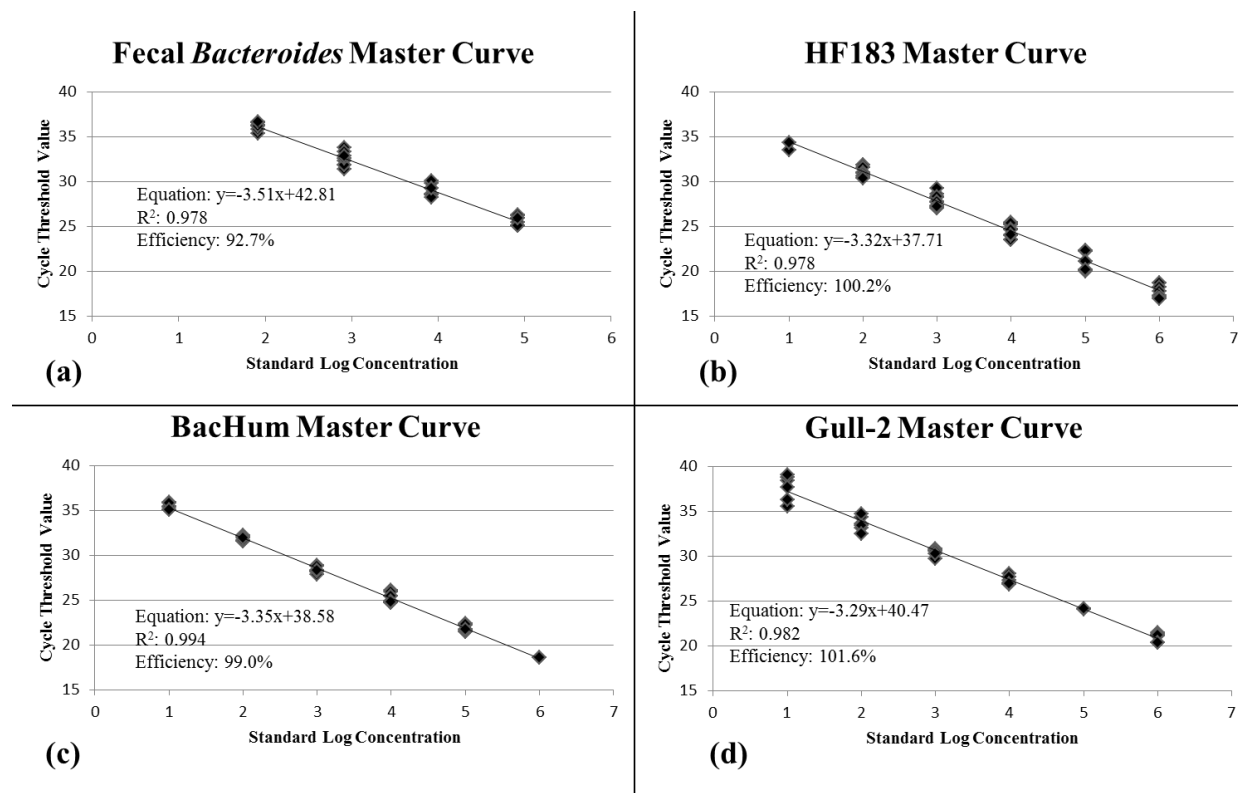 Fecal Bacteroides Master Curve
40
35
30
25
20
15
Cycle Threshold Value
Equation: y=-3.51x+42.81
R²: 0.978
Efficiency: 92.7%
0 1 2 3 4 5 6
Standard Log Concentration
(a)
HF183 Master Curve
40
35
30
25
20
15
Cycle Threshold Value
Equation: y=-3.32x+37.71
R²: 0.978
Efficiency: 100.2%
0 1 2 3 4 5 6 7
Standard Log Concentration
(b)
BacHum Master Curve
40
35
30
25
20
15
Cycle Threshold Value
Equation: y=-3.35x+38.58
R²: 0.994
Efficiency: 99.0%
0 1 2 3 4 5 6 7
Standard Log Concentration
(c)
Gull-2 Master Curve
40
35
30
25
20
15
Cycle Threshold Value
Equation: y=-3.29x+40.47
R²: 0.982
Efficiency: 101.6%
0 1 2 3 4 5 6 7
Standard Log Concentration
(d)